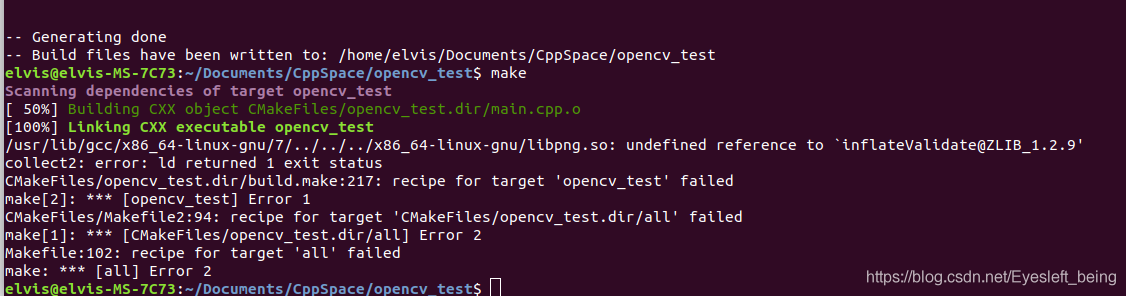 -- Generating done
-- Build files have been written to: /home/elvis/Documents/CppSpace/opencv_test
elvis@elvis-MS-7C73:~/Documents/CppSpace/opencv_test$ make
Scanning dependencies of target opencv_test
[ 50%] Building CXX object CMakeFiles/opencv_test.dir/main.cpp.o
[100%] Linking CXX executable opencv_test
/usr/lib/gcc/x86_64-linux-gnu/7/../../../x86_64-linux-gnu/libpng.so: undefined reference to `inflateValidate@ZLIB_1.2.9'
collect2: error: ld returned 1 exit status
CMakeFiles/opencv_test.dir/build.make:217: recipe for target 'opencv_test' failed
make[2]: *** [opencv_test] Error 1
CMakeFiles/Makefile2:94: recipe for target 'CMakeFiles/opencv_test.dir/all' failed
make[1]: *** [CMakeFiles/opencv_test.dir/all] Error 2
Makefile:102: recipe for target 'all' failed
make: *** [all] Error 2
elvis@elvis-MS-7C73:~/Documents/CppSpace/opencv_test$
https://blog.csdn.net/Eyesleft_being